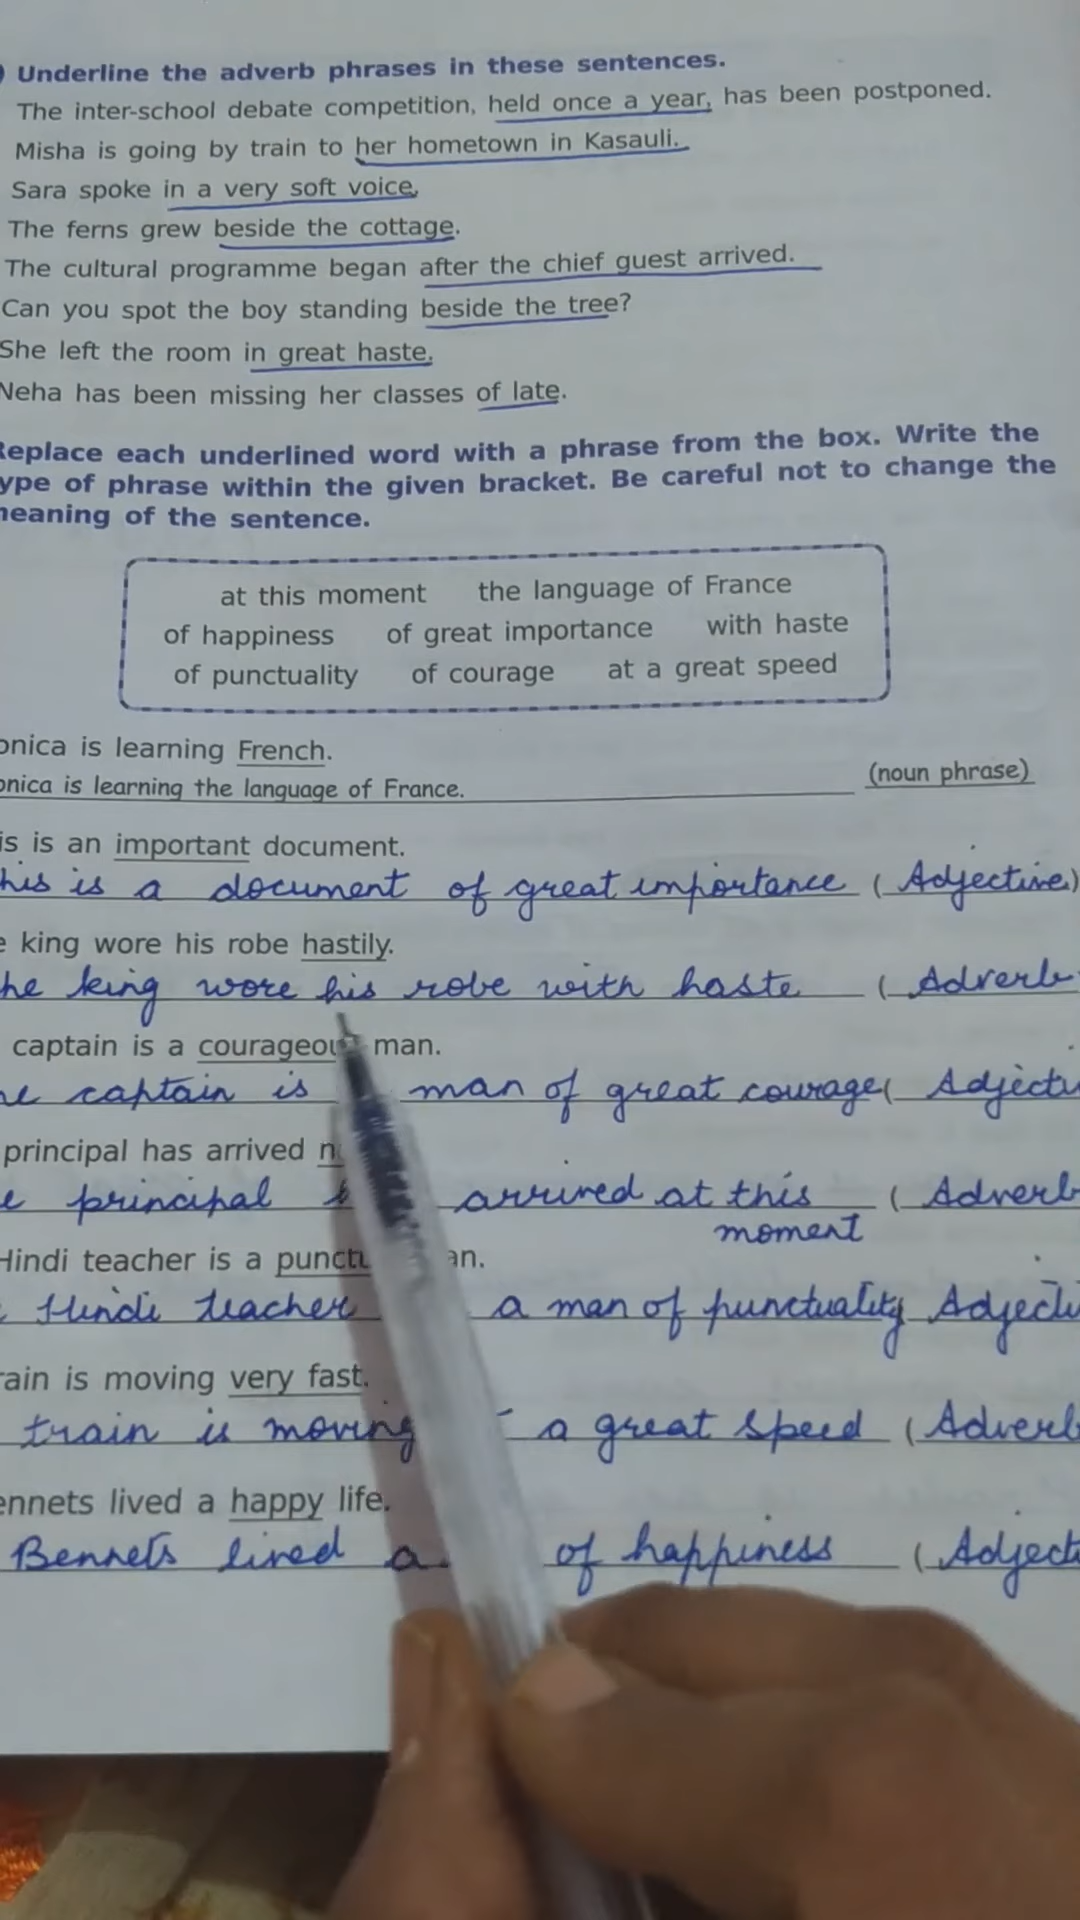 Underline the adverb phrases in these sentences.
The inter-school debate competition, held once a year, has been postponed.
Misha is going by train to her hometown in Kasauli.
Sara spoke in a very soft voice.
The ferns grew beside the cottage.
The cultural programme began after the chief guest arrived.
Can you spot the boy standing beside the tree?
She left the room in great haste.
Neha has been missing her classes of late.
Replace each underlined word with a phrase from the box. Write the
ype of phrase within the given bracket. Be careful not to change the
neaning of the sentence.
at this moment the language of France
of happiness of great importance with haste
of punctuality of courage at a great speed
onica is learning French.
onica is learning the language of France. (noun phrase)
is is an important document.
his is a document of great importance (Adjective)
e king wore his robe hastily.
he king wore his robe with haste (Adverb
captain is a courageou man.
he captain is man of great courage( Adjecti
principal has arrived n
e principal arrived at this (Adverb
moment
Hindi teacher is a punctu an.
Hindi teacher a man of punctuality Adjecti
rain is moving very fast.
train is moving a great speed (Adverb
ennets lived a happy life.
Bennets lived a of happiness (Adject